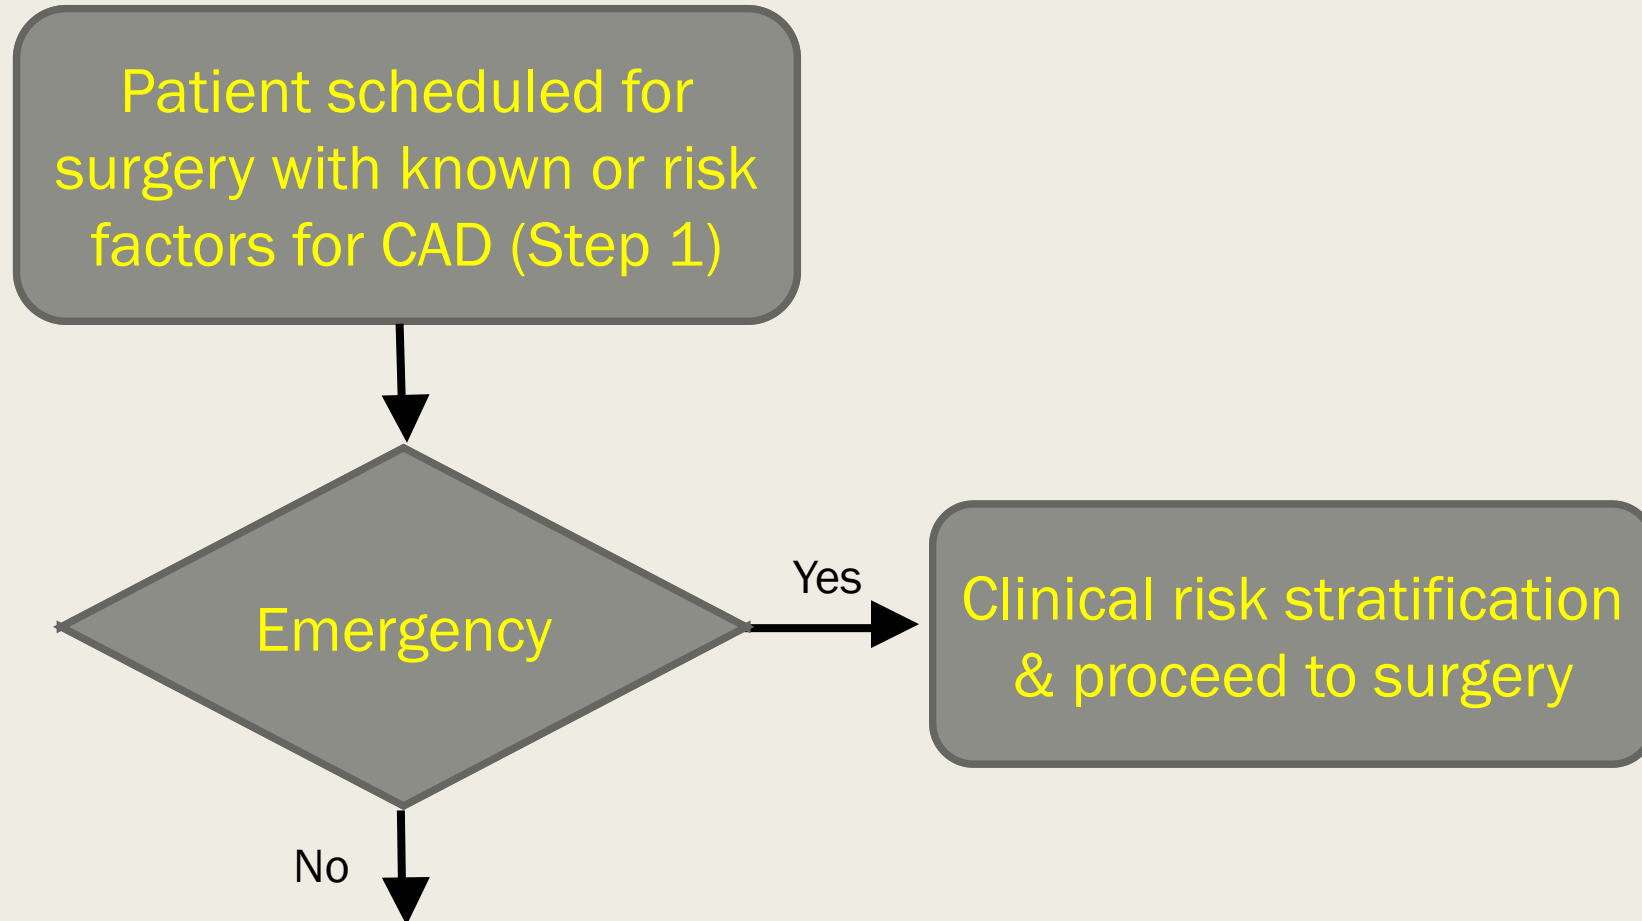 Patient scheduled for
surgery with known or risk
factors for CAD (Step 1)
Emergency
Yes
Clinical risk stratification
& proceed to surgery
No